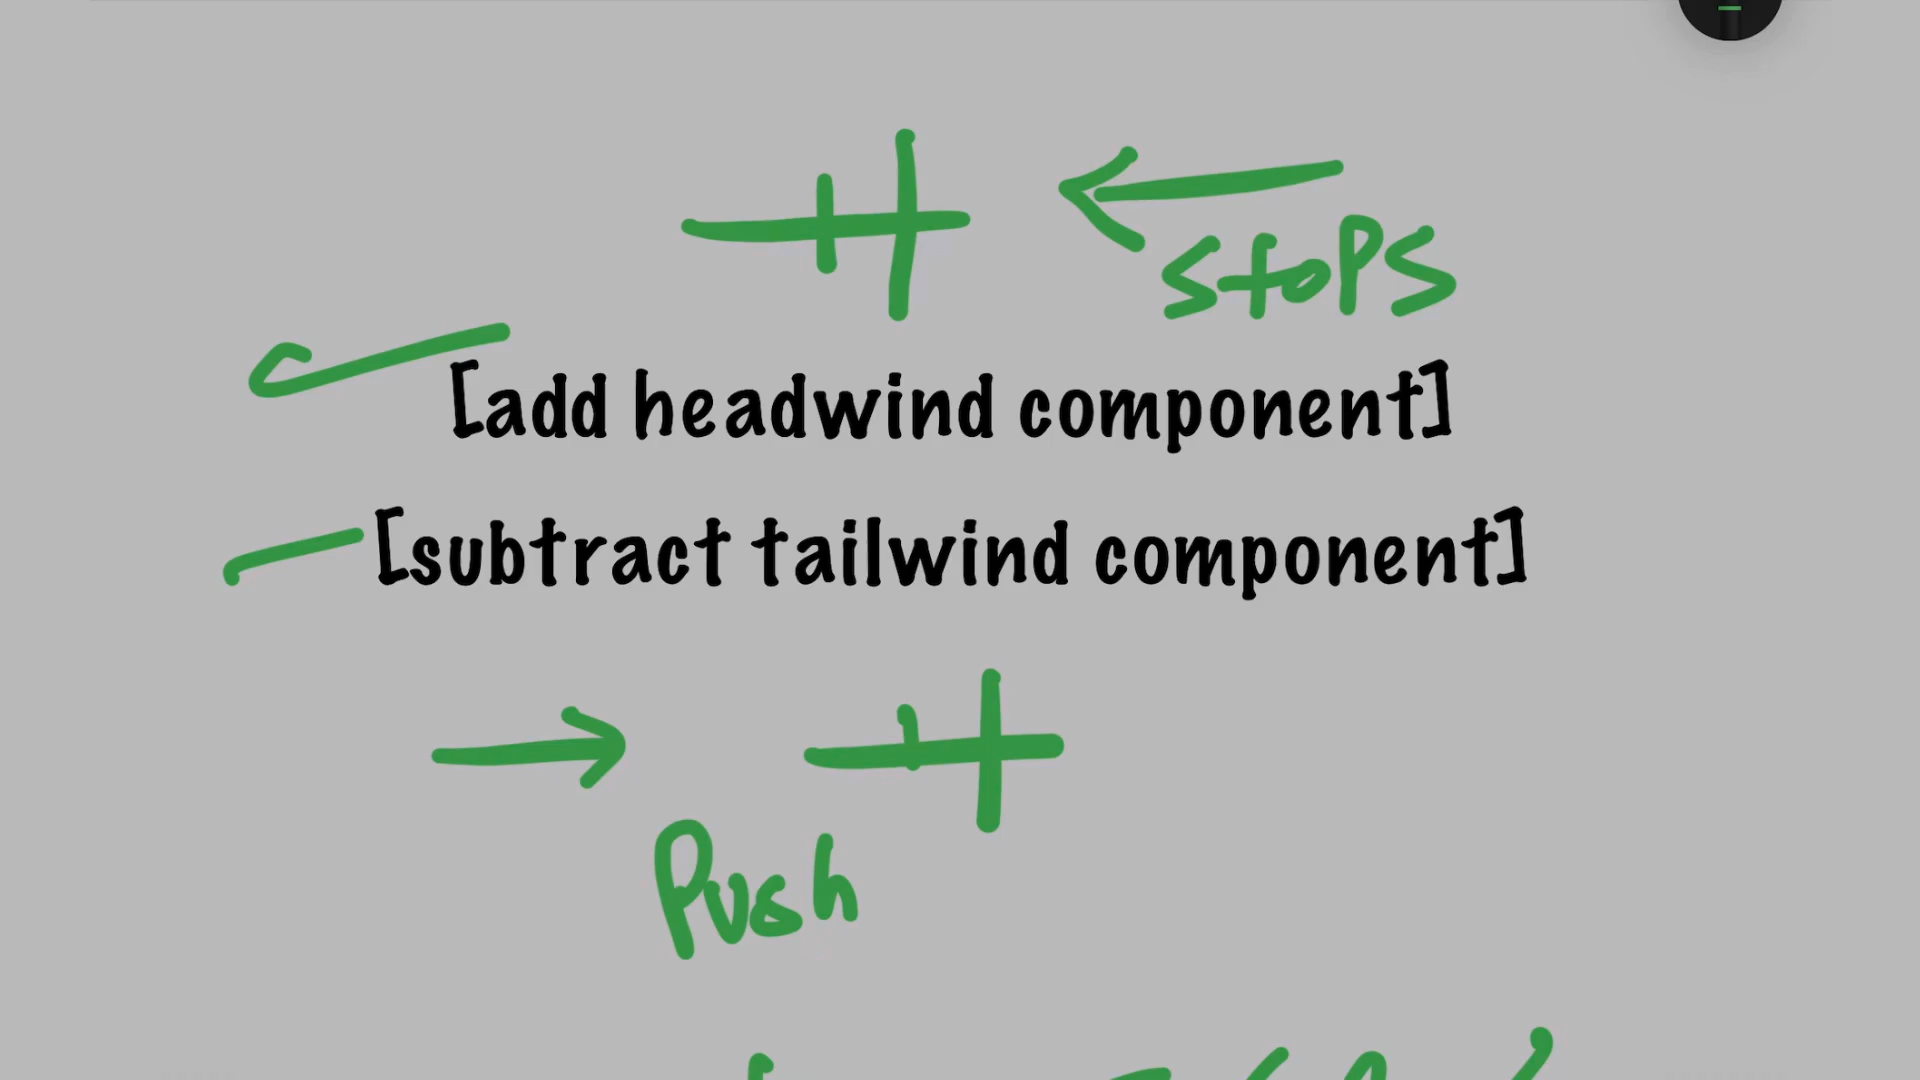 stops
[add headwind component]
[subtract tailwind component]
Push